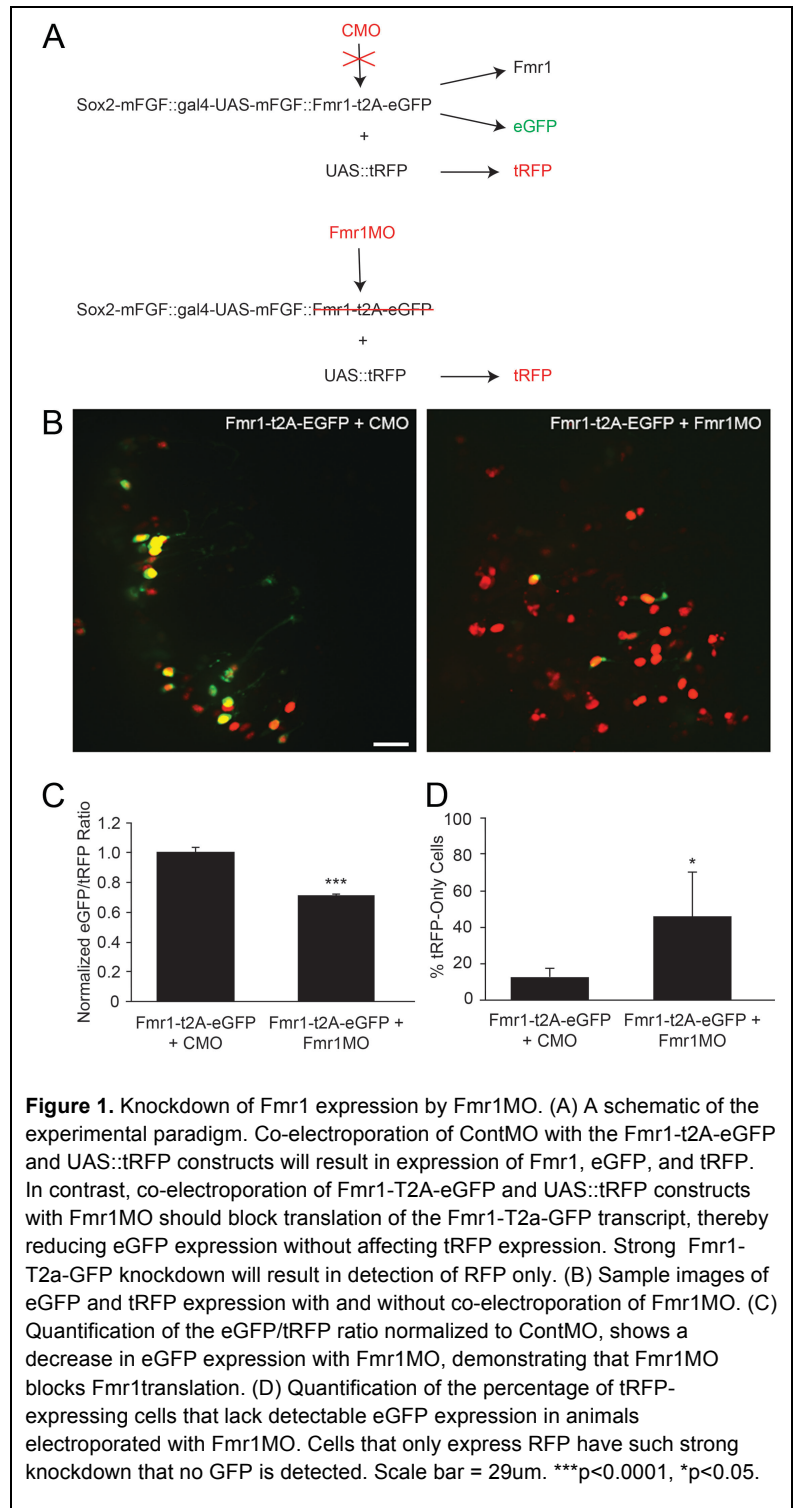 A
CMO
Fmr1
Sox2-mFGF::gal4-UAS-mFGF::Fmr1-t2A-eGFP
eGFP
+
UAS::tRFP
tRFP
Fmr1MO
Sox2-mFGF::gal4-UAS-mFGF::Fmr1-t2A-eGFP
+
UAS::tRFP
tRFP
B
Fmr1-t2A-EGFP + CMO
Fmr1-t2A-EGFP + Fmr1MO
C
Normalized eGFP/tRFP Ratio
1.2
1.0
0.8
0.6
0.4
0.2
0
***
Fmr1-t2A-eGFP
+ CMO
Fmr1-t2A-eGFP +
Fmr1MO
D
% tRFP-Only Cells
100
80
60
40
20
0
*
Fmr1-t2A-eGFP
+ CMO
Fmr1-t2A-eGFP +
Fmr1MO
Figure 1. Knockdown of Fmr1 expression by Fmr1MO. (A) A schematic of the
experimental paradigm. Co-electroporation of ContMO with the Fmr1-t2A-eGFP
and UAS::tRFP constructs will result in expression of Fmr1, eGFP, and tRFP.
In contrast, co-electroporation of Fmr1-T2A-eGFP and UAS::tRFP constructs
with Fmr1MO should block translation of the Fmr1-T2a-GFP transcript, thereby
reducing eGFP expression without affecting tRFP expression. Strong Fmr1-
T2a-GFP knockdown will result in detection of RFP only. (B) Sample images of
eGFP and tRFP expression with and without co-electroporation of Fmr1MO. (C)
Quantification of the eGFP/tRFP ratio normalized to ContMO, shows a
decrease in eGFP expression with Fmr1MO, demonstrating that Fmr1MO
blocks Fmr1translation. (D) Quantification of the percentage of tRFP-
expressing cells that lack detectable eGFP expression in animals
electroporated with Fmr1MO. Cells that only express RFP have such strong
knockdown that no GFP is detected. Scale bar = 29um. ***p<0.0001, *p<0.05.